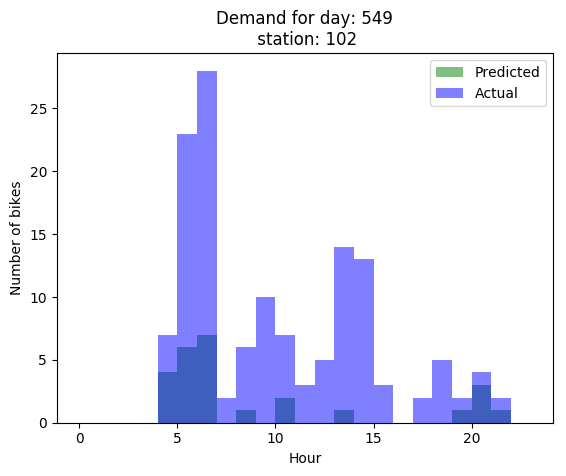 Demand for day: 549
station: 102
Predicted
Actual
Number of bikes
25
20
15
10
5
0
0
5
10
15
20
Hour